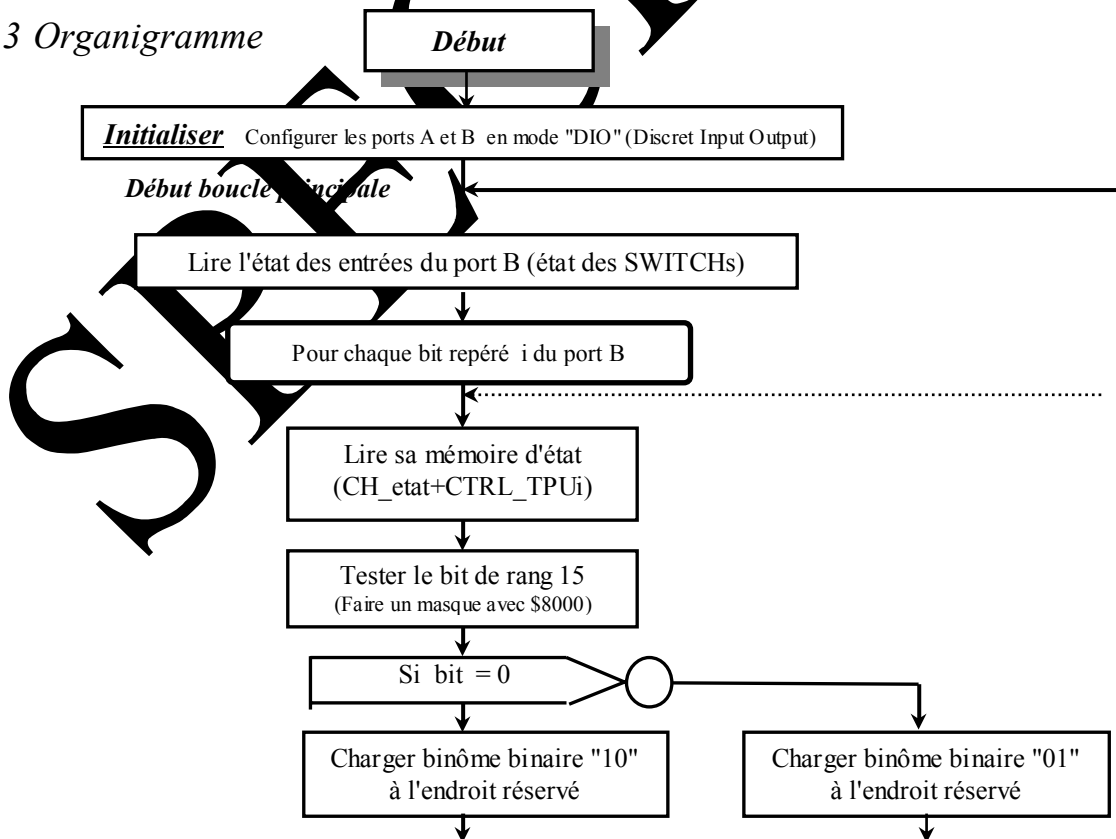 3 Organigramme
Début
Initialiser Configurer les ports A et B en mode "DIO" (Discret Input Output)
Début boucle principale
Lire l'état des entrées du port B (état des SWITCHs)
Pour chaque bit repéré i du port B
Lire sa mémoire d'état
(CH_etat+CTRL_TPUi)
Tester le bit de rang 15
(Faire un masque avec $8000)
Si bit = 0
Charger binôme binaire "10"
à l'endroit réservé
Charger binôme binaire "01"
à l'endroit réservé